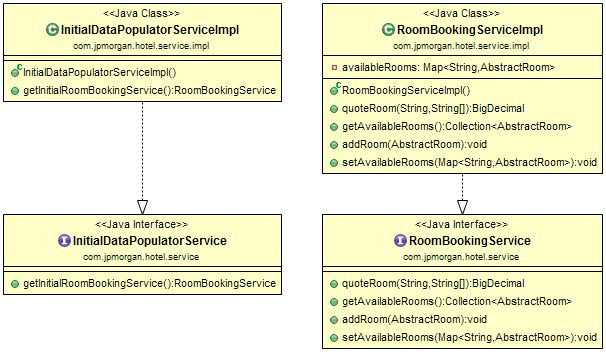 <<Java Class>>
InitialDataPopulatorServiceImpl
com.jpmorgan.hotel.service.impl
InitialDataPopulatorServiceImpl()
getInitialRoomBookingService():RoomBookingService
<<Java Class>>
RoomBookingServiceImpl
com.jpmorgan.hotel.service.impl
availableRooms: Map<String,AbstractRoom>
RoomBookingServiceImpl()
quoteRoom(String,String[]):BigDecimal
getAvailableRooms():Collection<AbstractRoom>
addRoom(AbstractRoom):void
setAvailableRooms(Map<String,AbstractRoom>):void
<<Java Interface>>
InitialDataPopulatorService
com.jpmorgan.hotel.service
getInitialRoomBookingService():RoomBookingService
<<Java Interface>>
RoomBookingService
com.jpmorgan.hotel.service
quoteRoom(String,String[]):BigDecimal
getAvailableRooms():Collection<AbstractRoom>
addRoom(AbstractRoom):void
setAvailableRooms(Map<String,AbstractRoom>):void